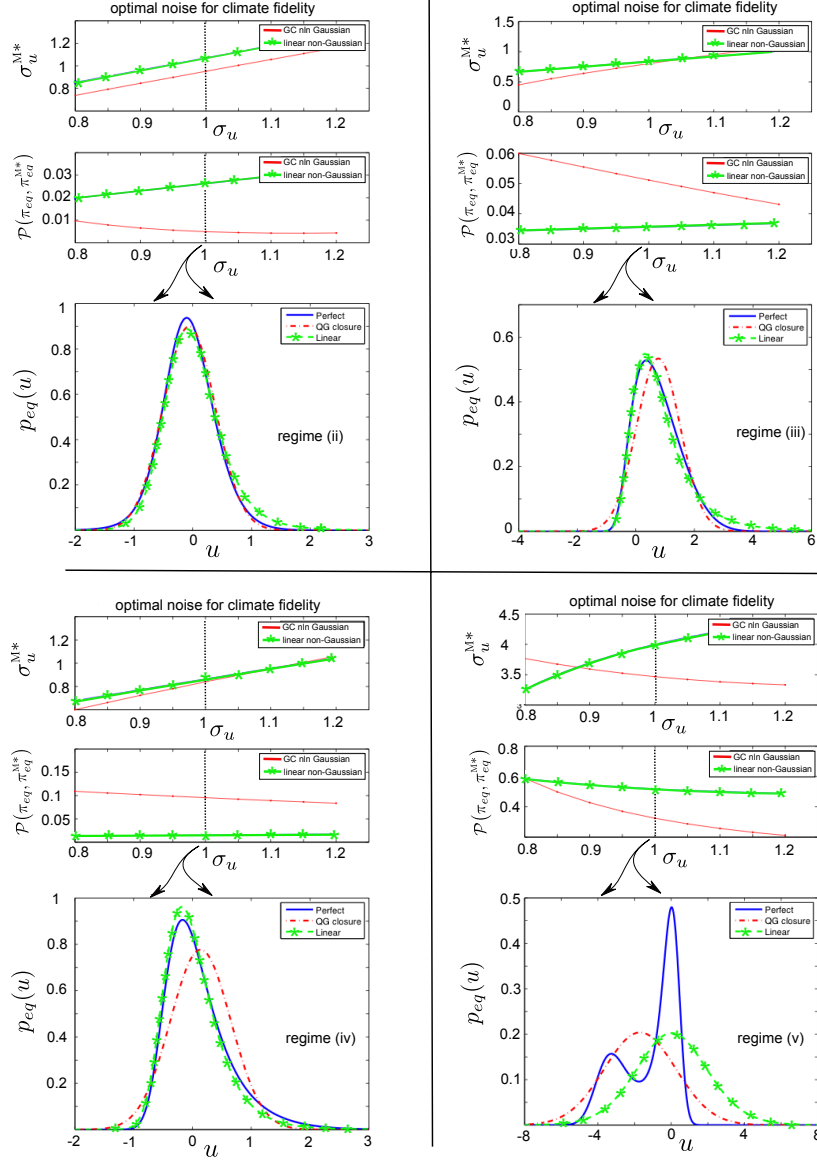 optimal noise for climate fidelity
σ_u^{M*}
1.2
1
0.8
GC nln Gaussian
linear non-Gaussian
0.8 0.9 1 1.1 1.2
σ_u
P(π_eq, π_eq^{M*})
0.03
0.02
0.01
GC nln Gaussian
linear non-Gaussian
0.8 0.9 1 1.1 1.2
σ_u
p_eq(u)
1
0.8
0.6
0.4
0.2
Perfect
QG closure
Linear
regime (ii)
-2 -1 0 1 2 3
u
optimal noise for climate fidelity
σ_u^{M*}
1.5
1.0
0.5
0
GC nln Gaussian
linear non-Gaussian
0.8 0.9 1 1.1 1.2
σ_u
P(π_eq, π_eq^{M*})
0.06
0.05
0.04
0.03
GC nln Gaussian
linear non-Gaussian
0.8 0.9 1 1.1 1.2
σ_u
p_eq(u)
0.6
0.4
0.2
0
Perfect
QG closure
Linear
regime (iii)
-4 -2 0 2 4 6
u
optimal noise for climate fidelity
σ_u^{M*}
1.2
1
0.8
GC nln Gaussian
linear non-Gaussian
0.8 0.9 1 1.1 1.2
σ_u
P(π_eq, π_eq^{M*})
0.15
0.1
0.05
GC nln Gaussian
linear non-Gaussian
0.8 0.9 1 1.1 1.2
σ_u
p_eq(u)
1
0.8
0.6
0.4
0.2
Perfect
QG closure
Linear
regime (iv)
-2 -1 0 1 2 3
u
optimal noise for climate fidelity
σ_u^{M*}
4.5
4
3.5
3
GC nln Gaussian
linear non-Gaussian
0.8 0.9 1 1.1 1.2
σ_u
P(π_eq, π_eq^{M*})
0.8
0.6
0.4
GC nln Gaussian
linear non-Gaussian
0.8 0.9 1 1.1 1.2
σ_u
p_eq(u)
0.5
0.4
0.3
0.2
0.1
Perfect
QG closure
Linear
regime (v)
-8 -4 0 4 8
u